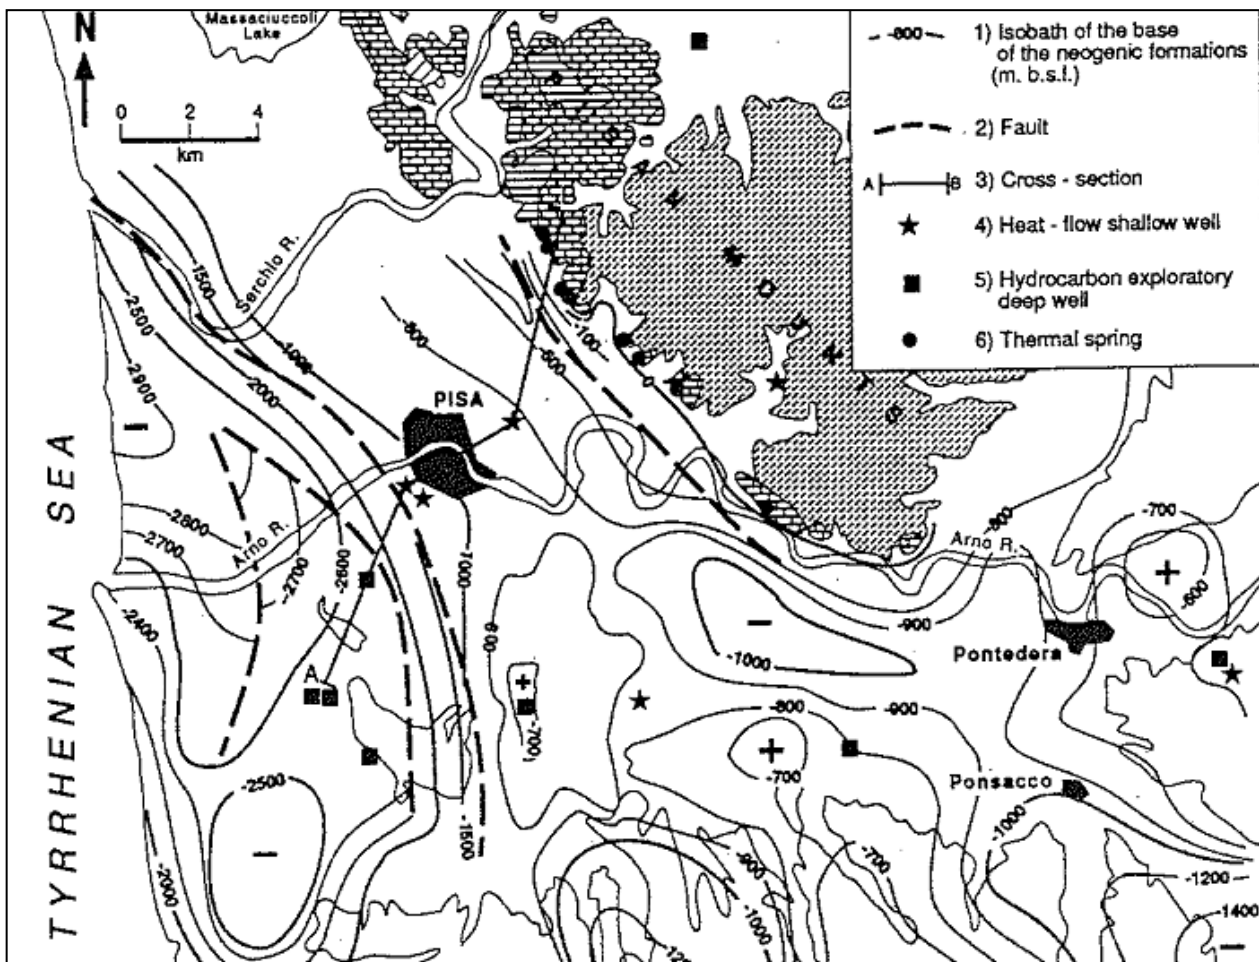 Massaciuccoli
Lake
N
0 2 4
km
-800
1) Isobath of the base
of the neogenic formations
(m. b.s.l.)
2) Fault
A B 3) Cross - section
4) Heat - flow shallow well
5) Hydrocarbon exploratory
deep well
6) Thermal spring
TYRRHENIAN SEA
Serchio R.
-1500
-2500
-2900
-1000
-2000
-500
-600
-700
PISA
-2800
-2700
Arno R.
-2700
-2600
-1000
-2400
A
-600
-700
-2500
-1500
-2000
Arno R.
-800
-700
-600
-900
-1000
Pontedera
-800
-900
-700
Ponsacco
-1000
-900
-700
-1000
-1200
-1400